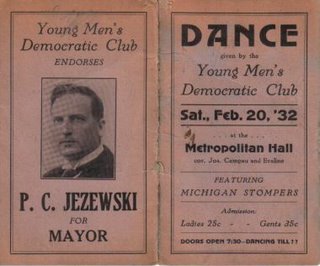 Young Men's
Democratic Club
ENDORSES
P. C. JEZEWSKI
FOR
MAYOR
DANCE
given by the
Young Men's
Democratic Club
Sat., Feb. 20, '32
... at the ...
Metropolitan Hall
cor. Jos. Campau and Evaline
FEATURING
MICHIGAN STOMPERS
Admission:
Ladies 25c - - Gents 35c
DOORS OPEN 7:30—DANCING TILL ??